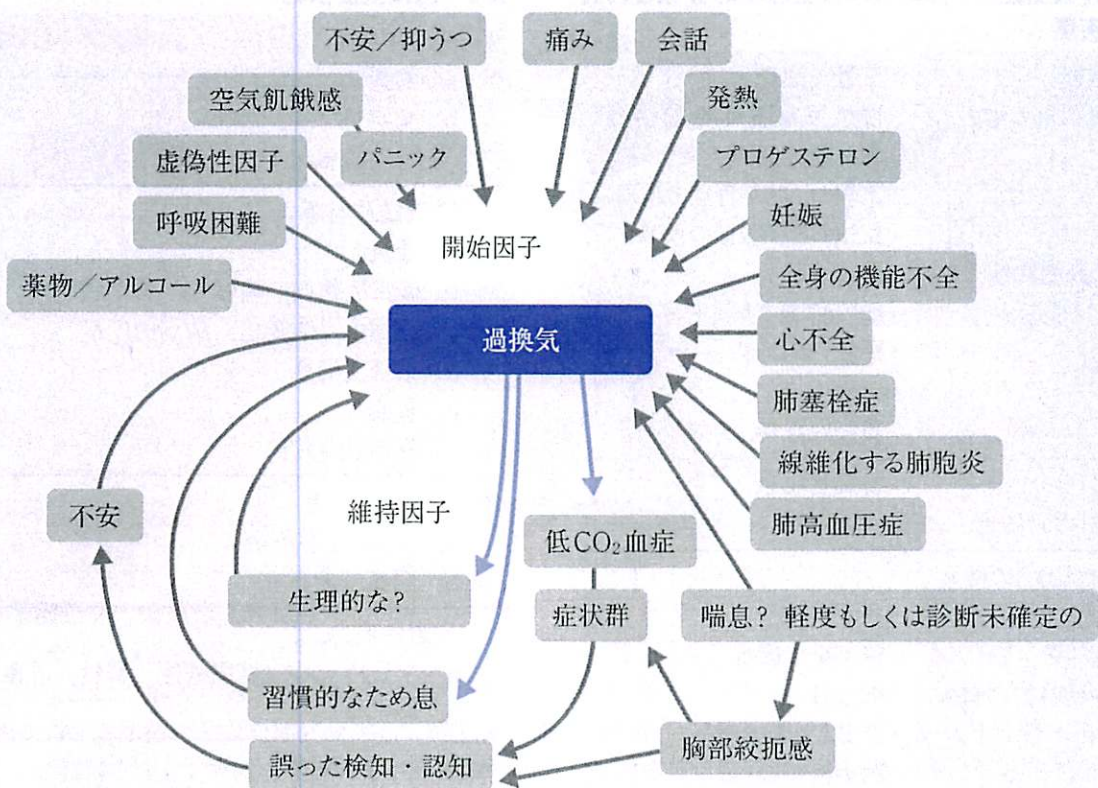 不安／抑うつ
痛み
会話
空気飢餓感
発熱
虚偽性因子
パニック
プロゲステロン
呼吸困難
開始因子
妊娠
薬物／アルコール
全身の機能不全
過換気
心不全
肺塞栓症
線維化する肺胞炎
不安
維持因子
肺高血圧症
低CO₂血症
生理的な？
症状群
喘息？ 軽度もしくは診断未確定の
習慣的なため息
誤った検知・認知
胸部絞扼感